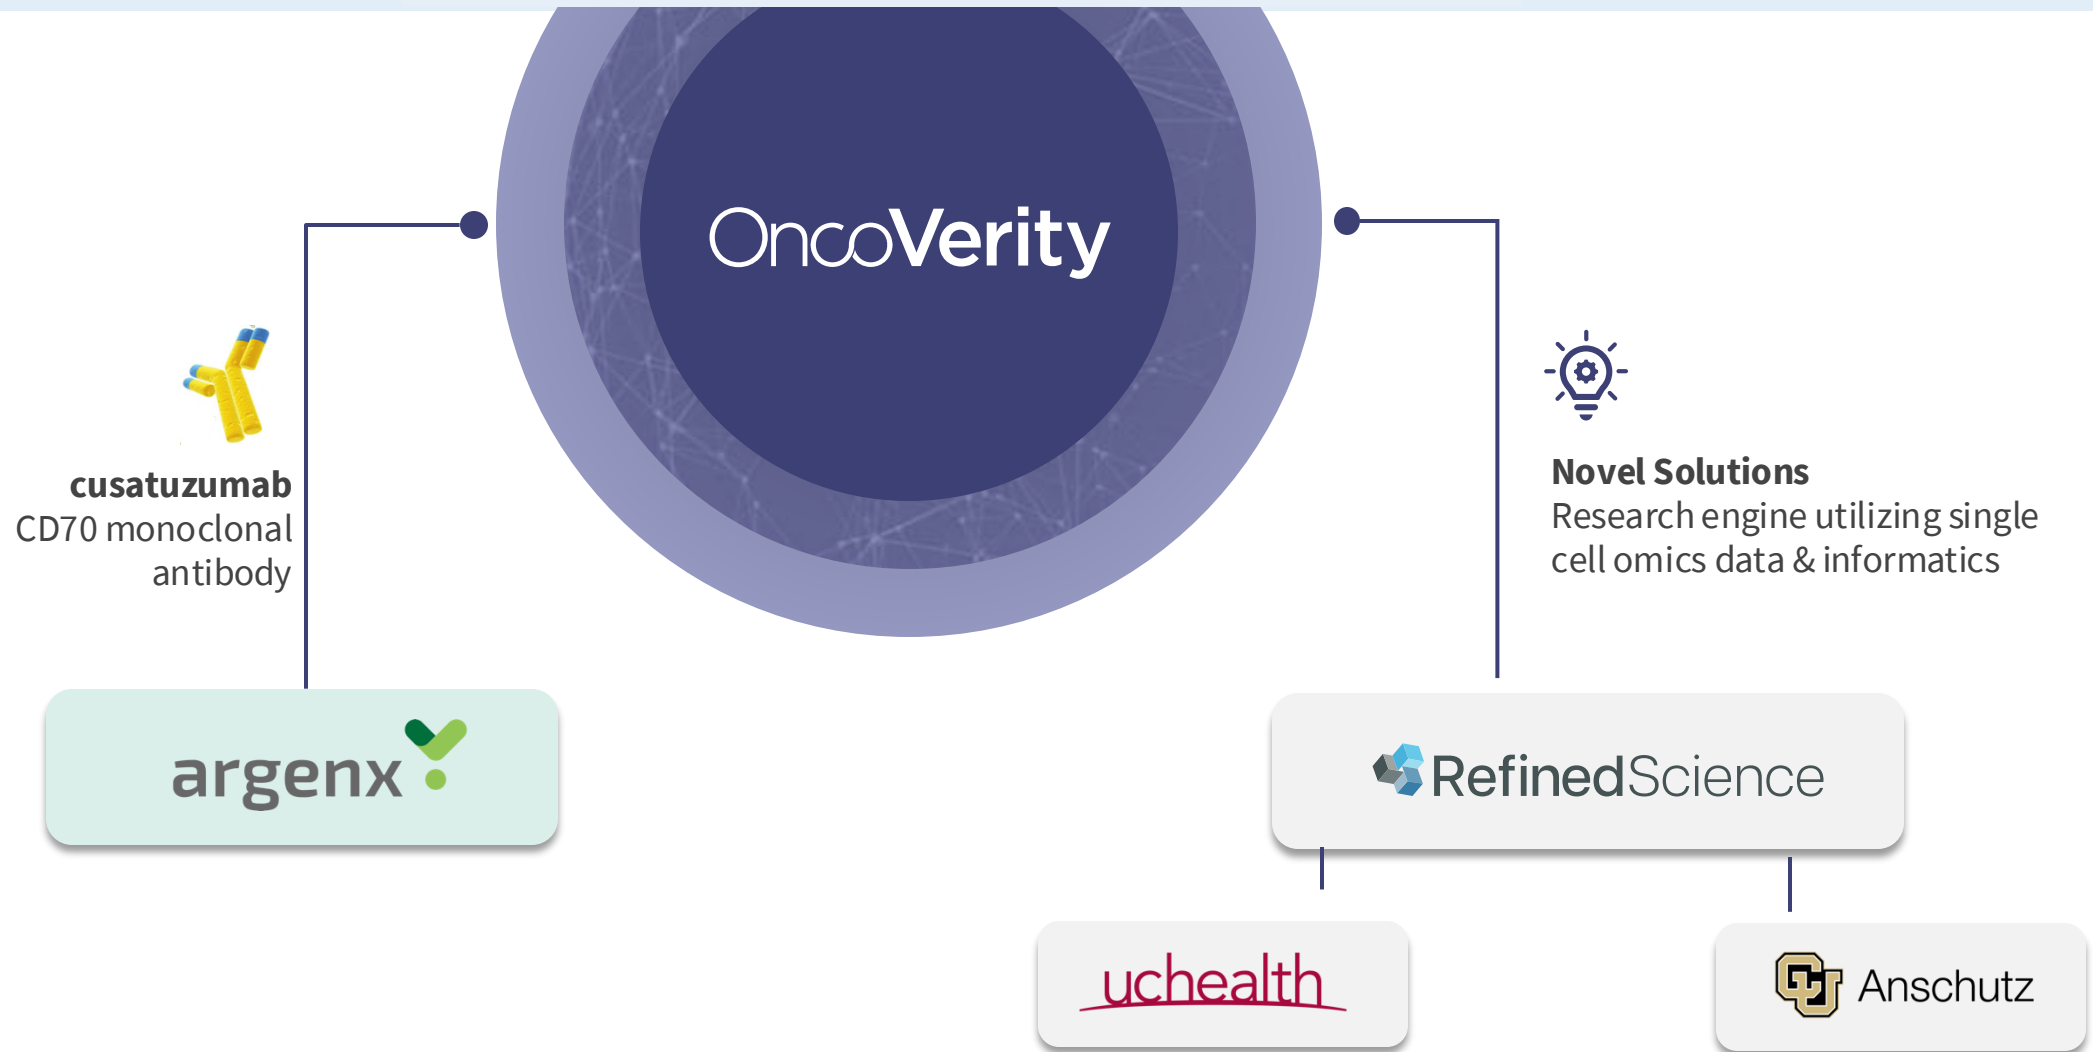 OncoVerity
cusatuzumab
CD70 monoclonal
antibody
Novel Solutions
Research engine utilizing single
cell omics data & informatics
argenx
RefinedScience
uchealth
CU Anschutz